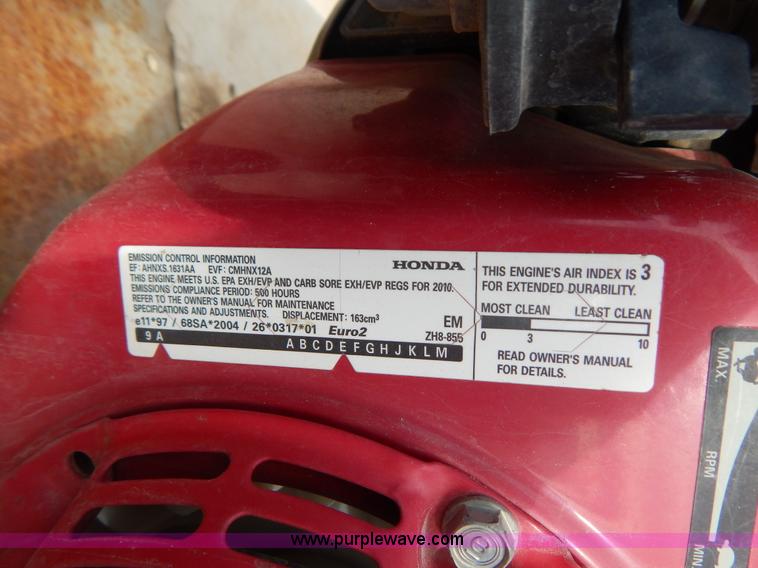 EMISSION CONTROL INFORMATION
EF: AHNXS.1631AA EVF: CMHNX12A
HONDA
THIS ENGINE MEETS U.S. EPA EXH/EVP AND CARB SORE EXH/EVP REGS FOR 2010.
EMISSIONS COMPLIANCE PERIOD: 500 HOURS
REFER TO THE OWNER'S MANUAL FOR MAINTENANCE
SPECIFICATIONS AND ADJUSTMENTS. DISPLACEMENT: 163cm³
EM
e11*97 / 68SA*2004 / 26*0317*01 Euro2
ZH8-855
9 A
A B C D E F G H J K L M
THIS ENGINE'S AIR INDEX IS 3
FOR EXTENDED DURABILITY.
MOST CLEAN LEAST CLEAN
0 3 10
READ OWNER'S MANUAL
FOR DETAILS.
MAX.
RPM
MIN.
www.purplewave.com